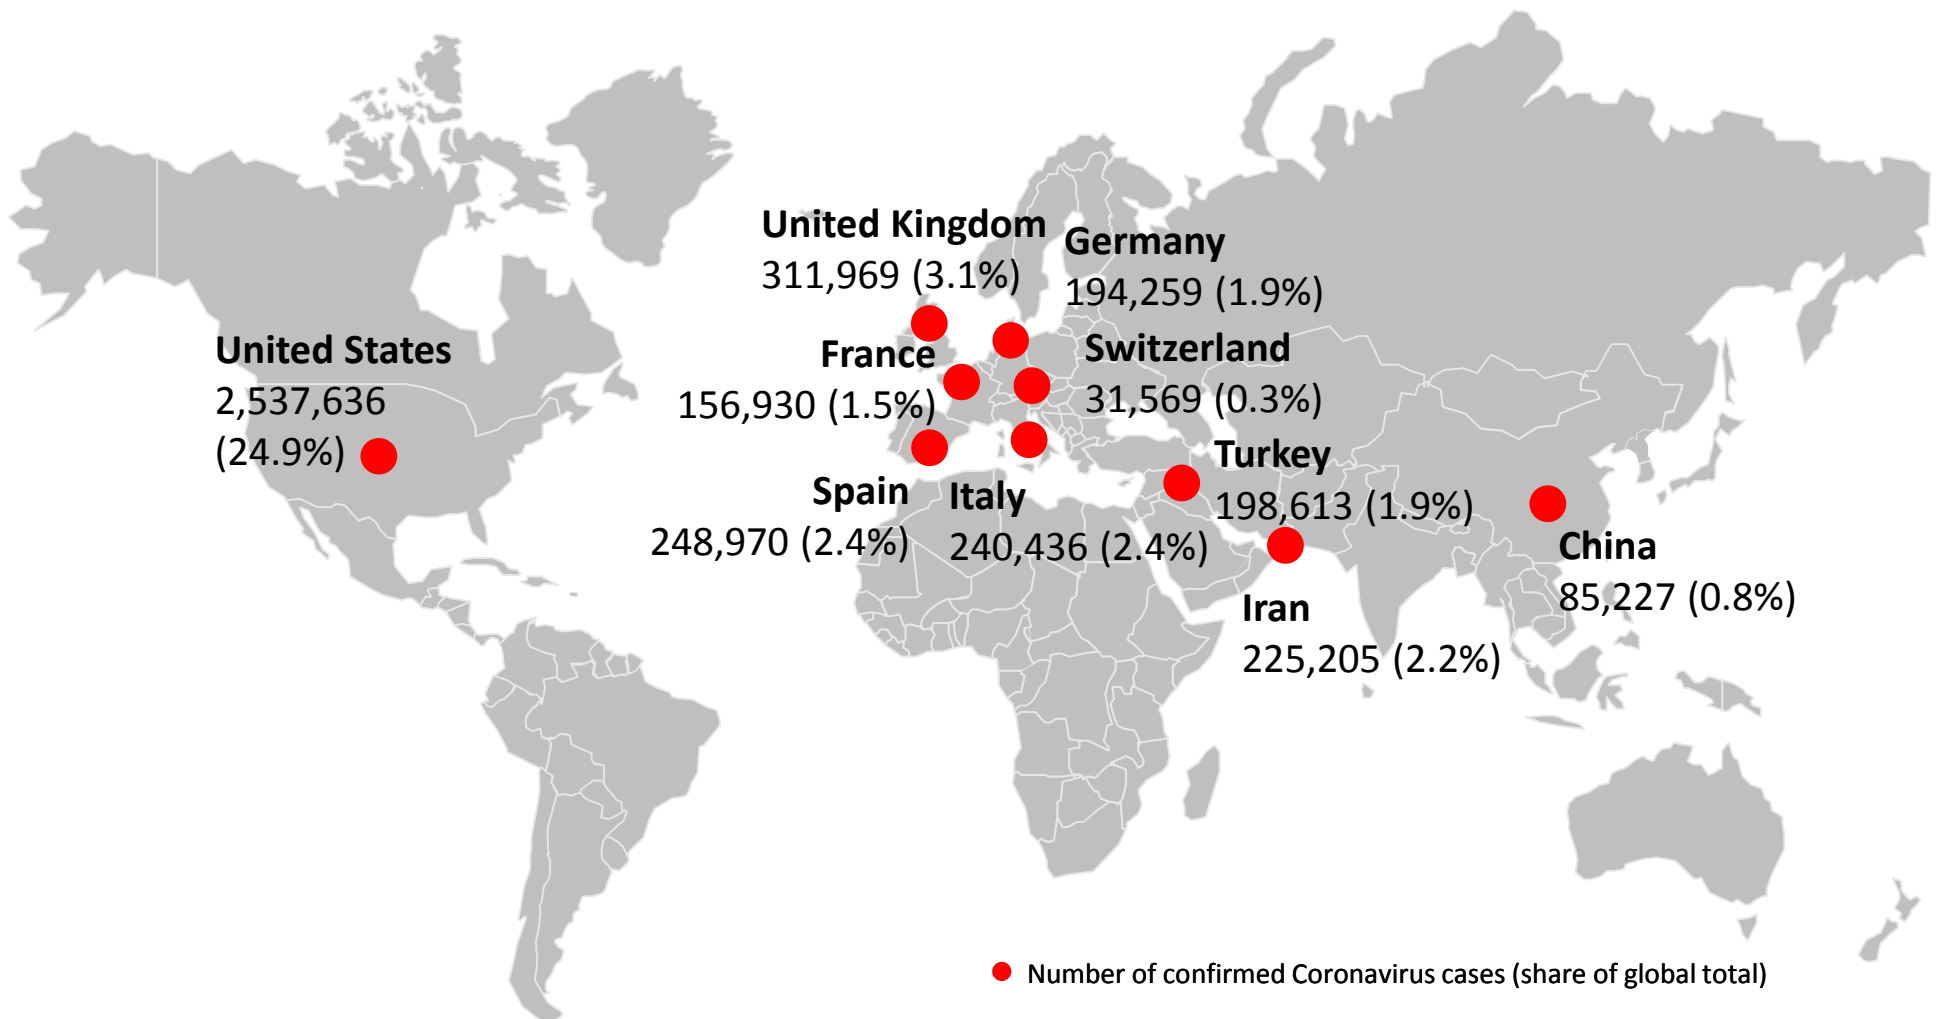 United Kingdom
311,969 (3.1%)
Germany
194,259 (1.9%)
United States
2,537,636
(24.9%)
France
156,930 (1.5%)
Switzerland
31,569 (0.3%)
Spain
248,970 (2.4%)
Italy
240,436 (2.4%)
Turkey
198,613 (1.9%)
China
85,227 (0.8%)
Iran
225,205 (2.2%)
Number of confirmed Coronavirus cases (share of global total)